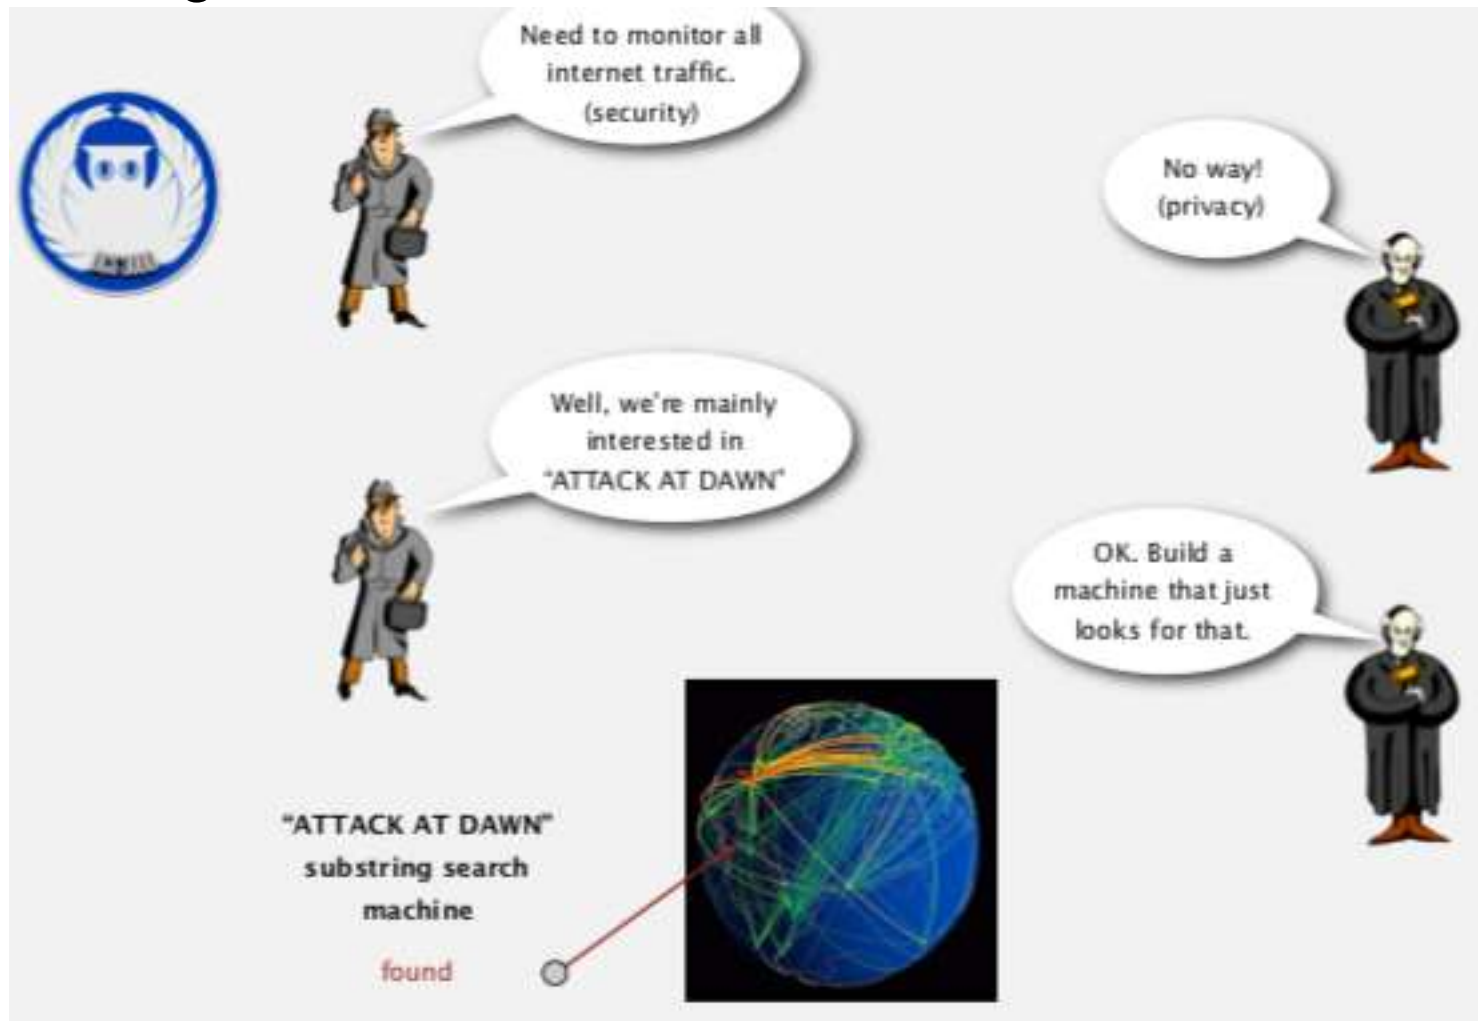 Need to monitor all
internet traffic.
(security)
No way!
(privacy)
Well, we're mainly
interested in
“ATTACK AT DAWN”
OK. Build a
machine that just
looks for that.
“ATTACK AT DAWN”
substring search
machine
found